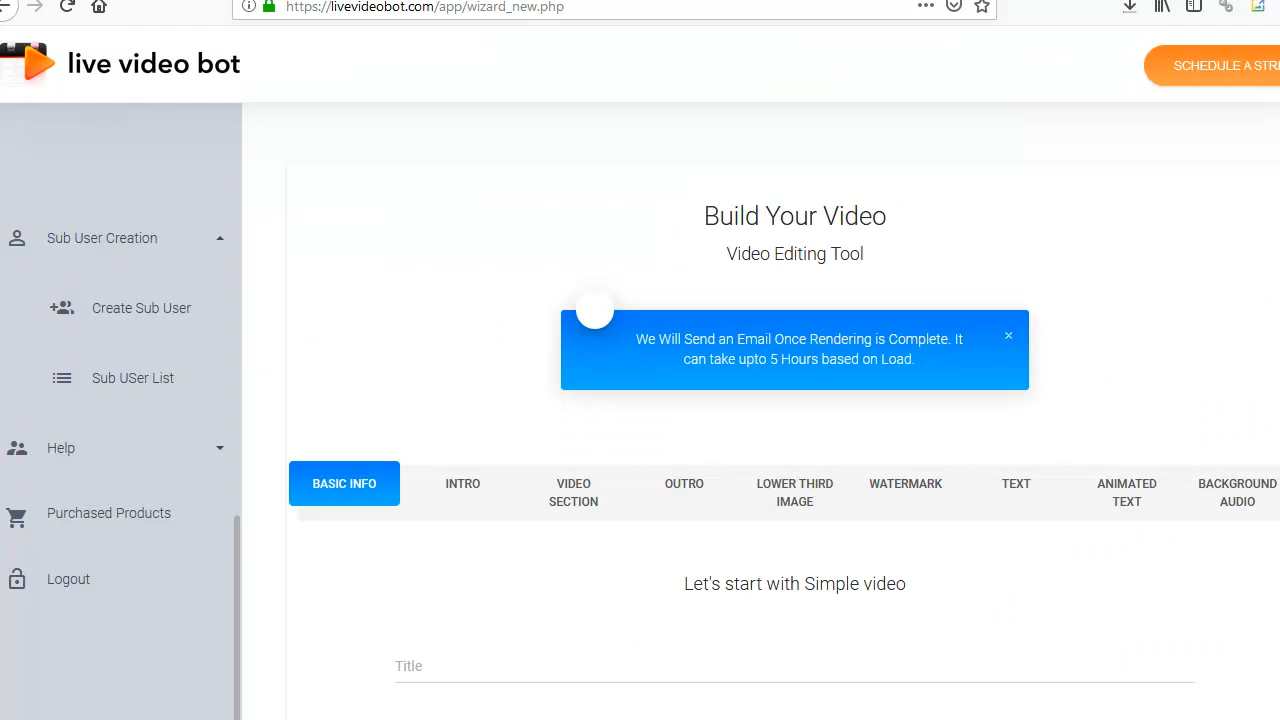 https://livevideobot.com/app/wizard_new.php
live video bot
SCHEDULE A STRE
Sub User Creation
Create Sub User
Sub USer List
Help
Purchased Products
Logout
Build Your Video
Video Editing Tool
We Will Send an Email Once Rendering is Complete. It
can take upto 5 Hours based on Load.
×
BASIC INFO
INTRO
VIDEO
SECTION
OUTRO
LOWER THIRD
IMAGE
WATERMARK
TEXT
ANIMATED
TEXT
BACKGROUND
AUDIO
Let's start with Simple video
Title